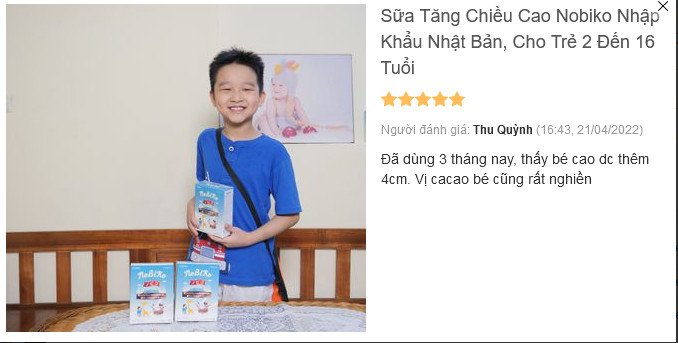 Sữa Tăng Chiều Cao Nobiko Nhập
Khẩu Nhật Bản, Cho Trẻ 2 Đến 16
Tuổi
Người đánh giá: Thu Quỳnh (16:43, 21/04/2022)
Đã dùng 3 tháng nay, thấy bé cao dc thêm
4cm. Vị cacao bé cũng rất nghiền
NoBiKo
NoBiKo